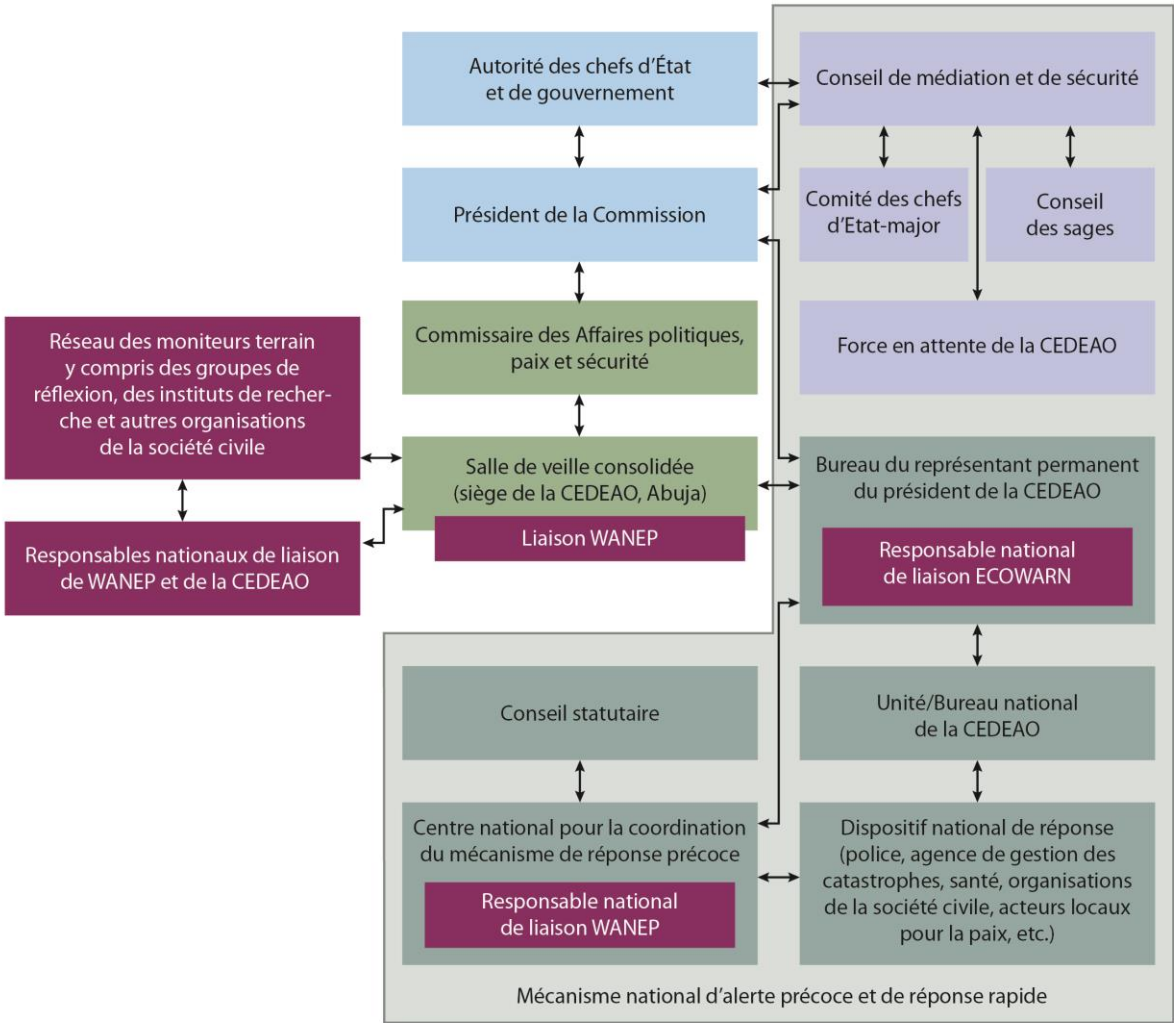 Autorité des chefs d’État
et de gouvernement
Conseil de médiation et de sécurité
Président de la Commission
Comité des chefs
d’Etat-major
Conseil
des sages
Commissaire des Affaires politiques,
paix et sécurité
Force en attente de la CEDEAO
Réseau des moniteurs terrain
y compris des groupes de
réflexion, des instituts de recher-
che et autres organisations
de la société civile
Salle de veille consolidée
(siège de la CEDEAO, Abuja)
Liaison WANEP
Bureau du représentant permanent
du président de la CEDEAO
Responsable national
de liaison ECOWARN
Responsables nationaux de liaison
de WANEP et de la CEDEAO
Conseil statutaire
Unité/Bureau national
de la CEDEAO
Centre national pour la coordination
du mécanisme de réponse précoce
Responsable national
de liaison WANEP
Dispositif national de réponse
(police, agence de gestion des
catastrophes, santé, organisations
de la société civile, acteurs locaux
pour la paix, etc.)
Mécanisme national d’alerte précoce et de réponse rapide